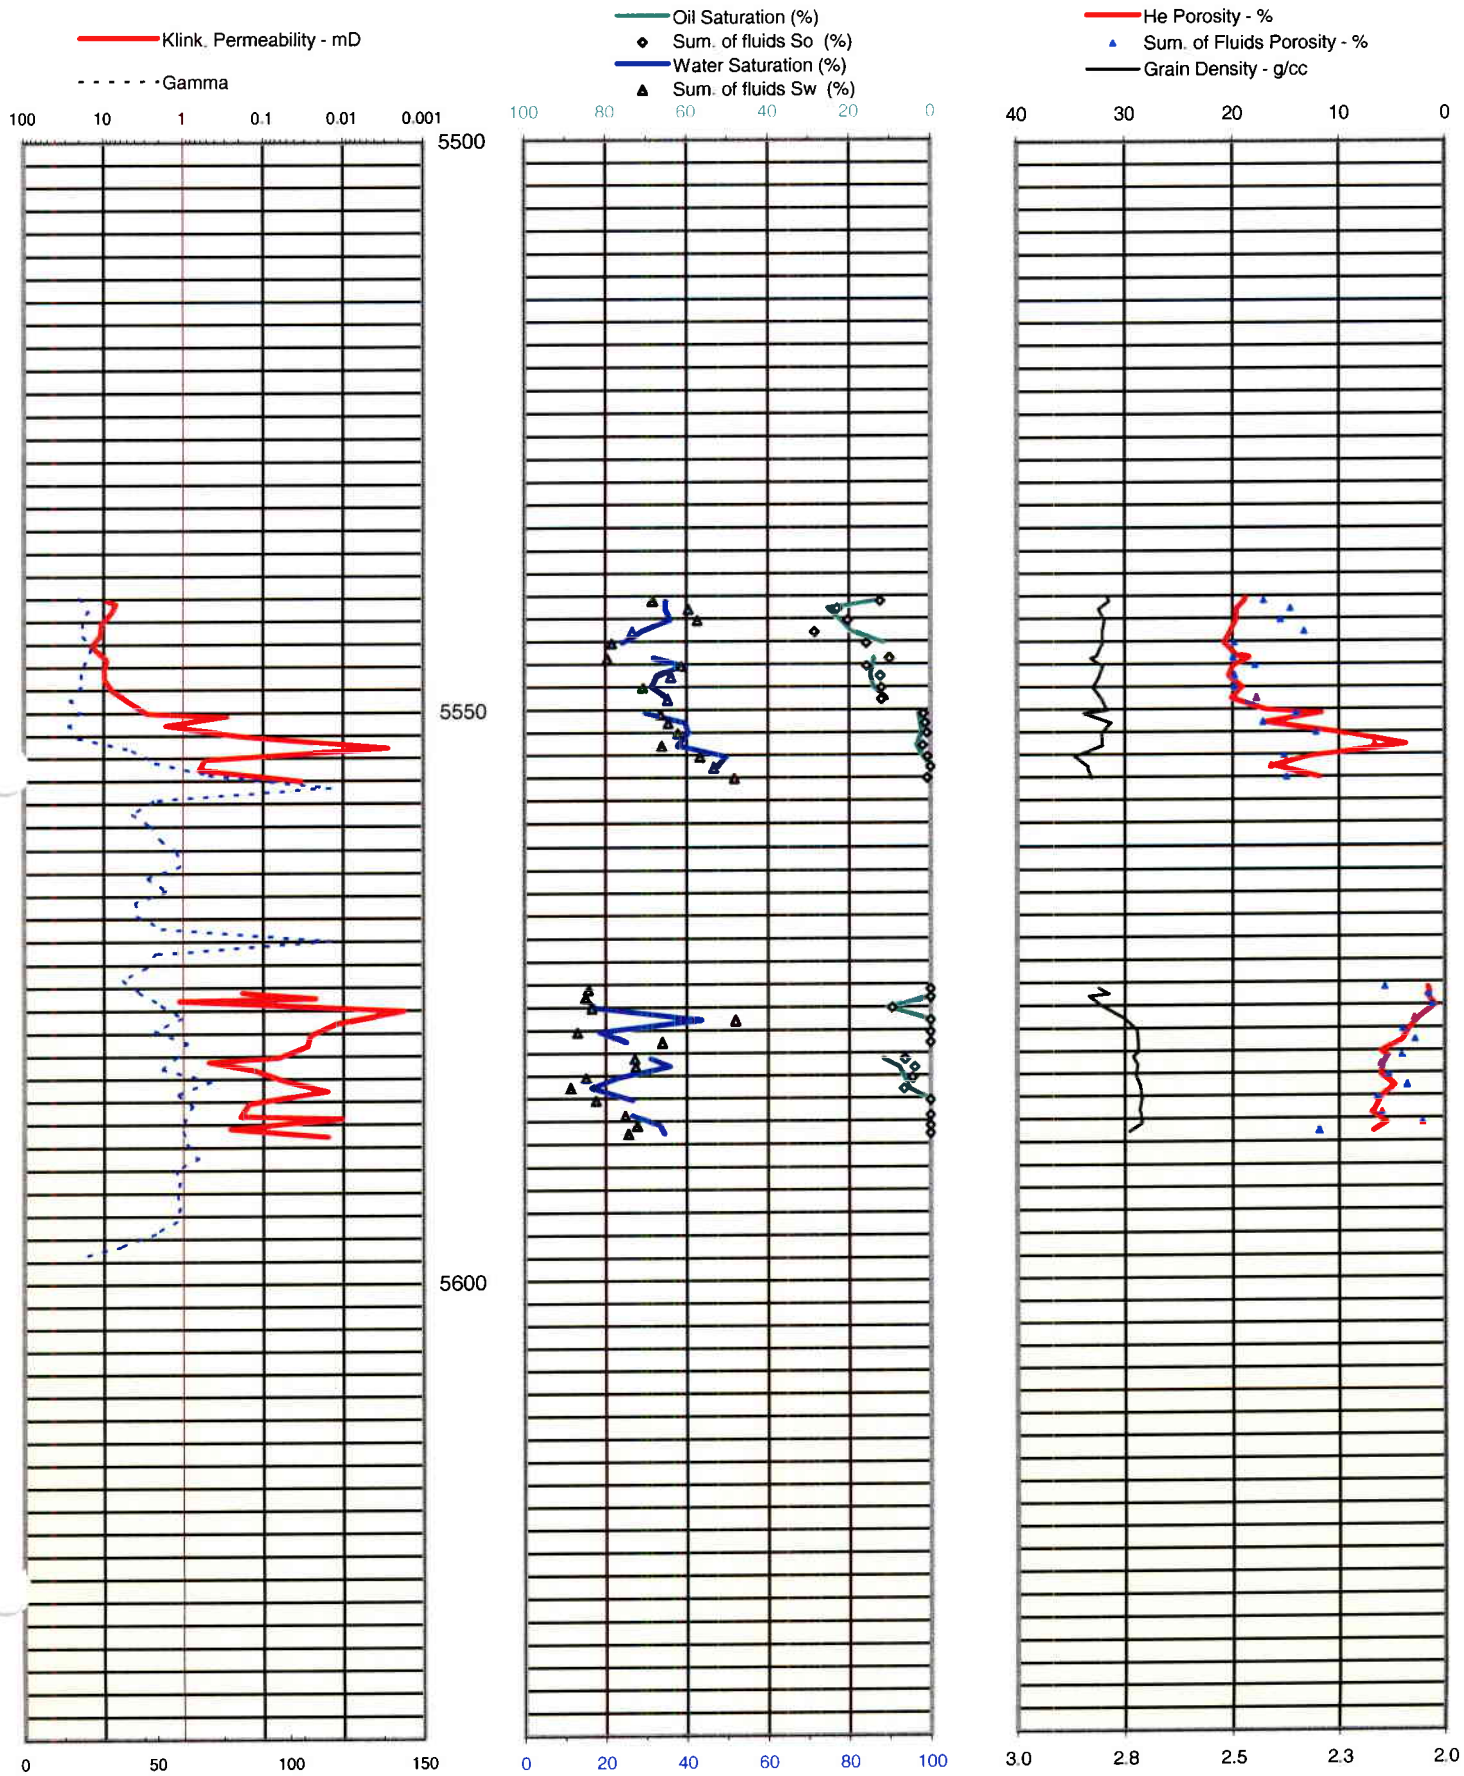 Klink. Permeability - mD
Gamma
100 10 1 0.1 0.01 0.001
Oil Saturation (%)
Sum. of fluids So (%)
Water Saturation (%)
Sum. of fluids Sw (%)
100 80 60 40 20 0
He Porosity - %
Sum. of Fluids Porosity - %
Grain Density - g/cc
40 30 20 10 0
5500
5550
5600
0 50 100 150
0 20 40 60 80 100
3.0 2.8 2.5 2.3 2.0